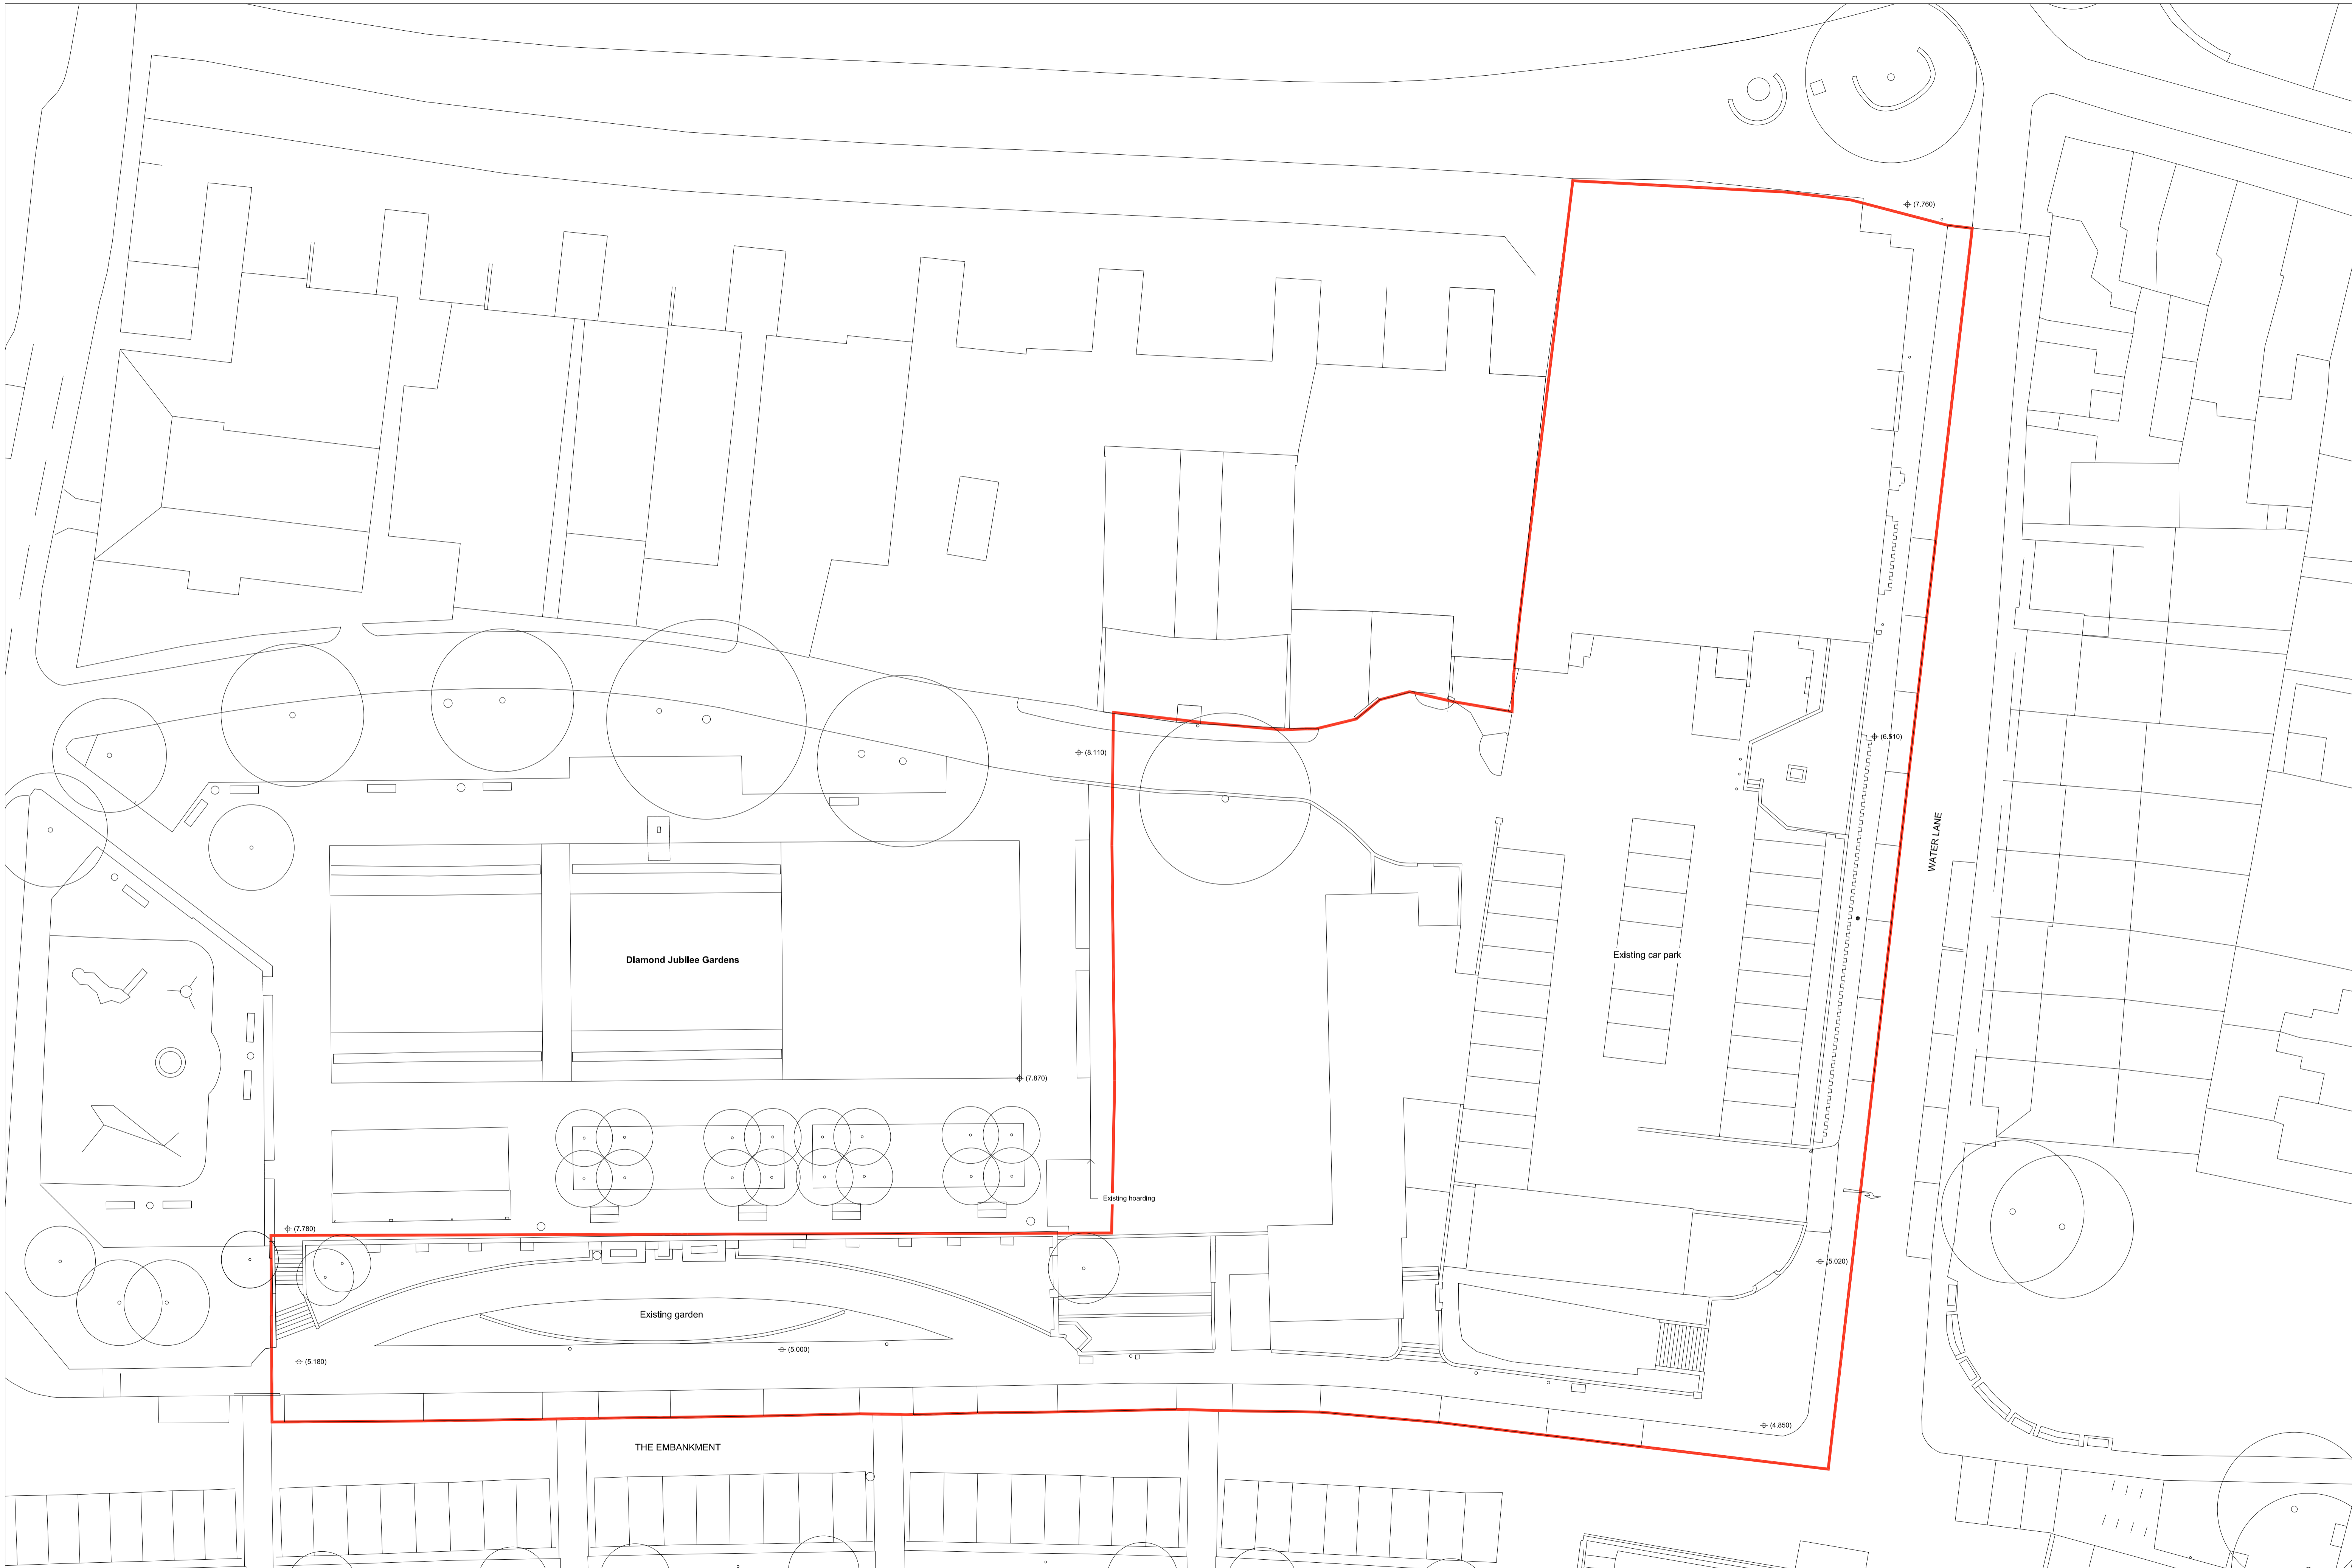 (7.760)
(6.510)
(8.110)
WATER LANE
Existing car park
Diamond Jubilee Gardens
(7.870)
Existing hoarding
(7.780)
(5.020)
Existing garden
(5.000)
(5.180)
(4.850)
THE EMBANKMENT